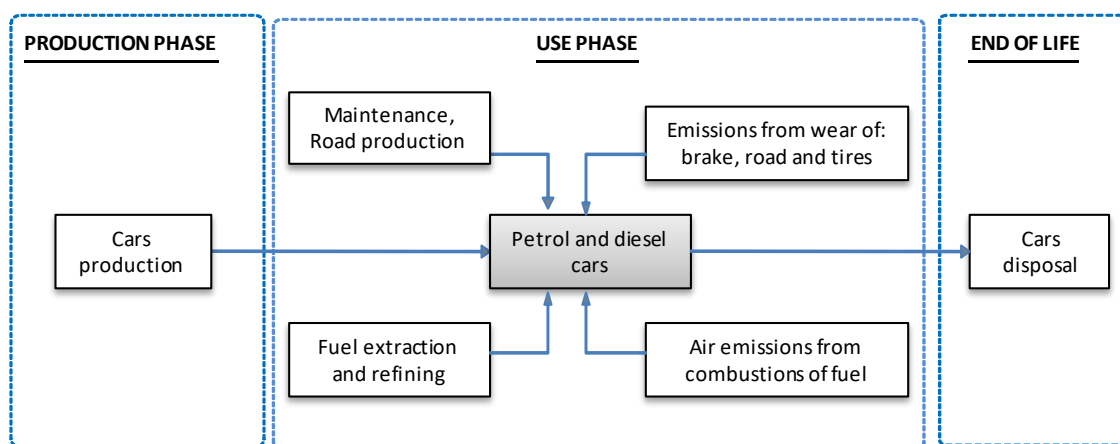 PRODUCTION PHASE
USE PHASE
END OF LIFE
Maintenance,
Road production
Emissions from wear of:
brake, road and tires
Cars
production
Petrol and diesel
cars
Cars
disposal
Fuel extraction
and refining
Air emissions from
combustions of fuel